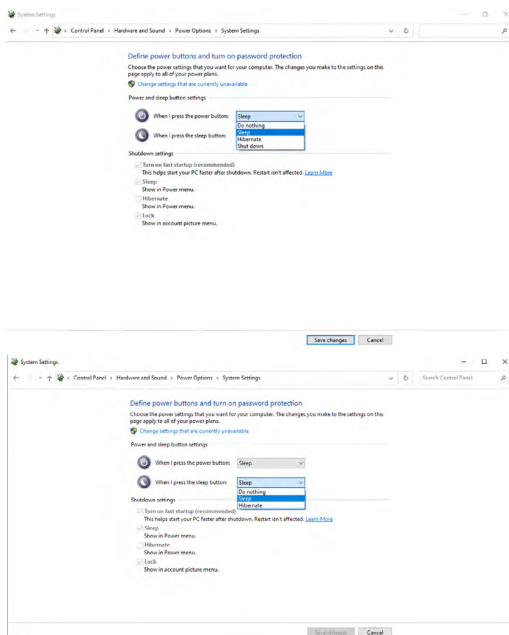 System Settings
Control Panel > Hardware and Sound > Power Options > System Settings
Define power buttons and turn on password protection
Choose the power settings that you want for your computer. The changes you make to the settings on this
page apply to all of your power plans.
Change settings that are currently unavailable
Power and sleep button settings
When I press the power button: Sleep
Do nothing
Sleep
Hibernate
Shut down
When I press the sleep button:
Shutdown settings
Turn on fast startup (recommended)
This helps start your PC faster after shutdown. Restart isn't affected. Learn More
Sleep
Show in Power menu.
Hibernate
Show in Power menu.
Lock
Show in account picture menu.
Save changes Cancel
System Settings
Control Panel > Hardware and Sound > Power Options > System Settings Search Control Panel
Define power buttons and turn on password protection
Choose the power settings that you want for your computer. The changes you make to the settings on this
page apply to all of your power plans.
Change settings that are currently unavailable
Power and sleep button settings
When I press the power button: Sleep
When I press the sleep button: Sleep
Do nothing
Sleep
Hibernate
Shutdown settings
Turn on fast startup (recommended)
This helps start your PC faster after shutdown. Restart isn't affected. Learn More
Sleep
Show in Power menu.
Hibernate
Show in Power menu.
Lock
Show in account picture menu.
Save changes Cancel